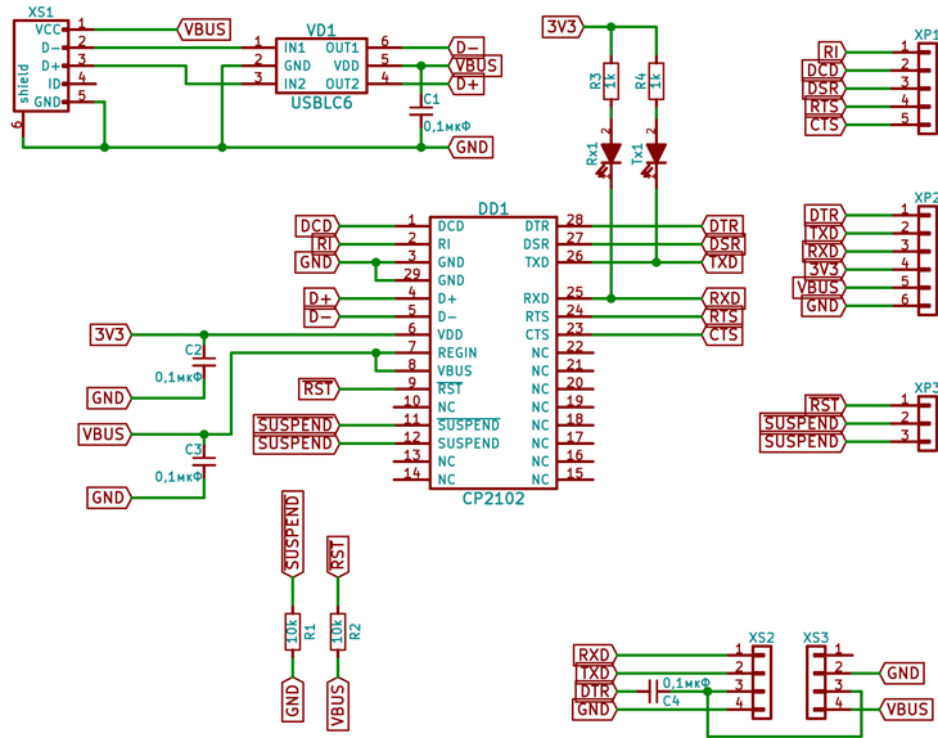 XS1
VCC 1 VBUS
D- 2
D+ 3
ID 4
GND 5
shield
6
VD1
1 IN1 OUT1 6 D-
2 GND VDD 5 VBUS
3 IN2 OUT2 4 D+
USBLC6
C1
0,1мкФ
GND
3V3
R3 1k
R4 1k
2 2
Rx1 Tx1
1 1
XP1
RI 1
DCD 2
DSR 3
RTS 4
CTS 5
XP2
DTR 1
TXD 2
RXD 3
3V3 4
VBUS 5
GND 6
XP3
RST 1
SUSPEND 2
SUSPEND 3
DD1
DCD 1 DCD DTR 28 DTR
RI 2 RI DSR 27 DSR
GND 3 GND TXD 26 TXD
29 GND
D+ 4 D+ RXD 25 RXD
D- 5 D- RTS 24 RTS
3V3 6 VDD CTS 23 CTS
7 REGIN NC 22
8 VBUS NC 21
RST 9 RST NC 20
10 NC NC 19
SUSPEND 11 SUSPEND NC 18
SUSPEND 12 SUSPEND NC 17
13 NC NC 16
14 NC NC 15
CP2102
C2
0,1мкФ
GND
VBUS
C3
0,1мкФ
GND
SUSPEND
10k R1
GND
RST
10k R2
VBUS
XS2
RXD 1
TXD 2
DTR 0,1мкФ 3
C4
GND 4
XS3
1
2 GND
3
4 VBUS